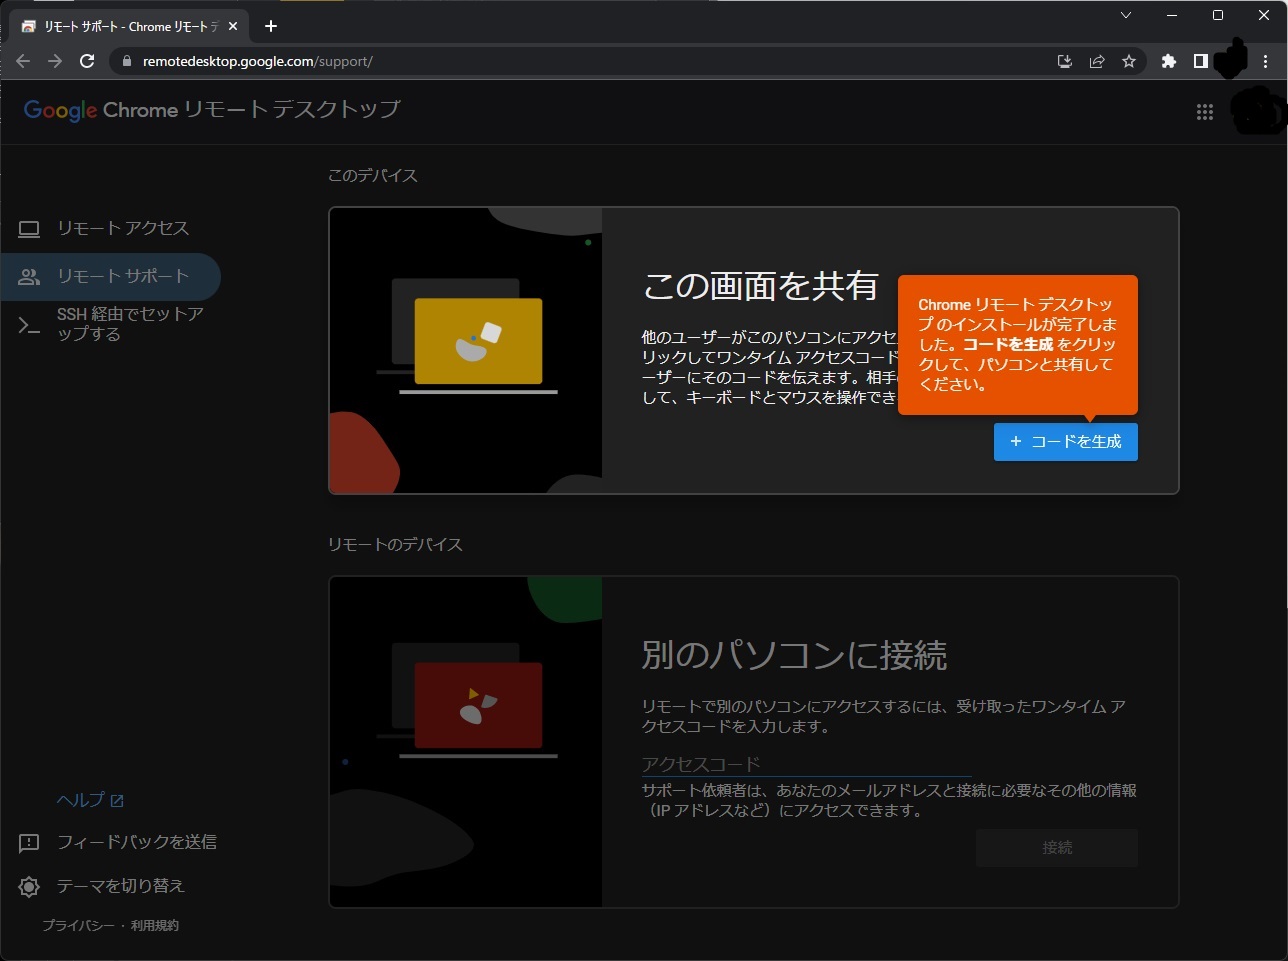 リモート サポート - Chrome リモート デ
remotedesktop.google.com/support/
Google Chrome リモート デスクトップ
このデバイス
リモート アクセス
リモート サポート
SSH 経由でセットア
ップする
この画面を共有
他のユーザーがこのパソコンにアクセ
リックしてワンタイム アクセスコード
ーザーにそのコードを伝えます。相手
して、キーボードとマウスを操作でき
Chrome リモート デスクトッ
プ のインストールが完了しま
した。コードを生成 をクリッ
クして、パソコンと共有して
ください。
+ コードを生成
リモートのデバイス
別のパソコンに接続
リモートで別のパソコンにアクセスするには、受け取ったワンタイム ア
クセスコードを入力します。
アクセスコード
サポート依頼者は、あなたのメールアドレスと接続に必要なその他の情報
（IP アドレスなど）にアクセスできます。
接続
ヘルプ
フィードバックを送信
テーマを切り替え
プライバシー · 利用規約